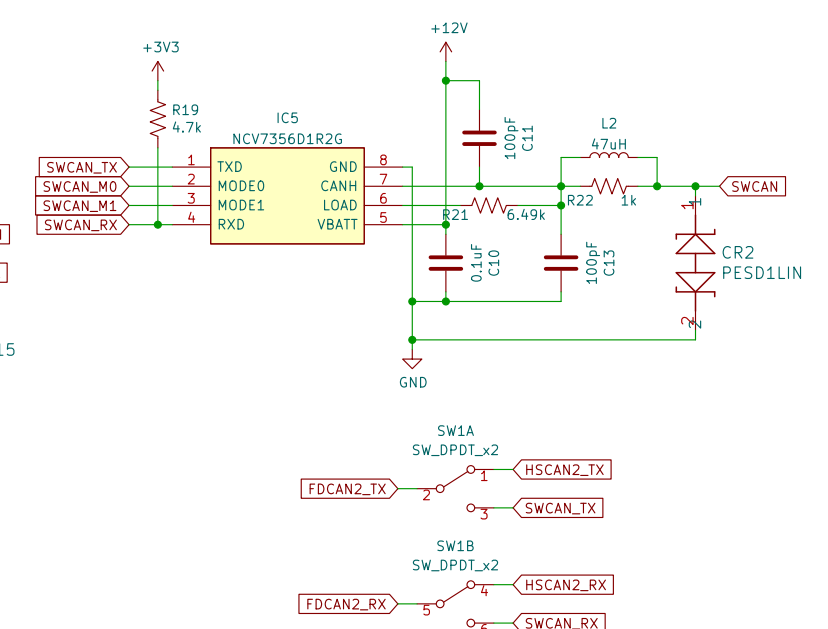 +12V
+3V3
R19
4.7k
IC5
NCV7356D1R2G
100pF
C11
L2
47uH
SWCAN_TX
1
TXD
GND
8
SWCAN_M0
2
MODE0
CANH
7
SWCAN
SWCAN_M1
3
MODE1
LOAD
6
R21
6.49k
R22
1k
1
1
SWCAN_RX
4
RXD
VBATT
5
0.1uF
C10
100pF
C13
CR2
PESD1LIN
2
2
15
GND
SW1A
SW_DPDT_x2
FDCAN2_TX
2
1
HSCAN2_TX
3
SWCAN_TX
SW1B
SW_DPDT_x2
FDCAN2_RX
5
4
HSCAN2_RX
6
SWCAN_RX